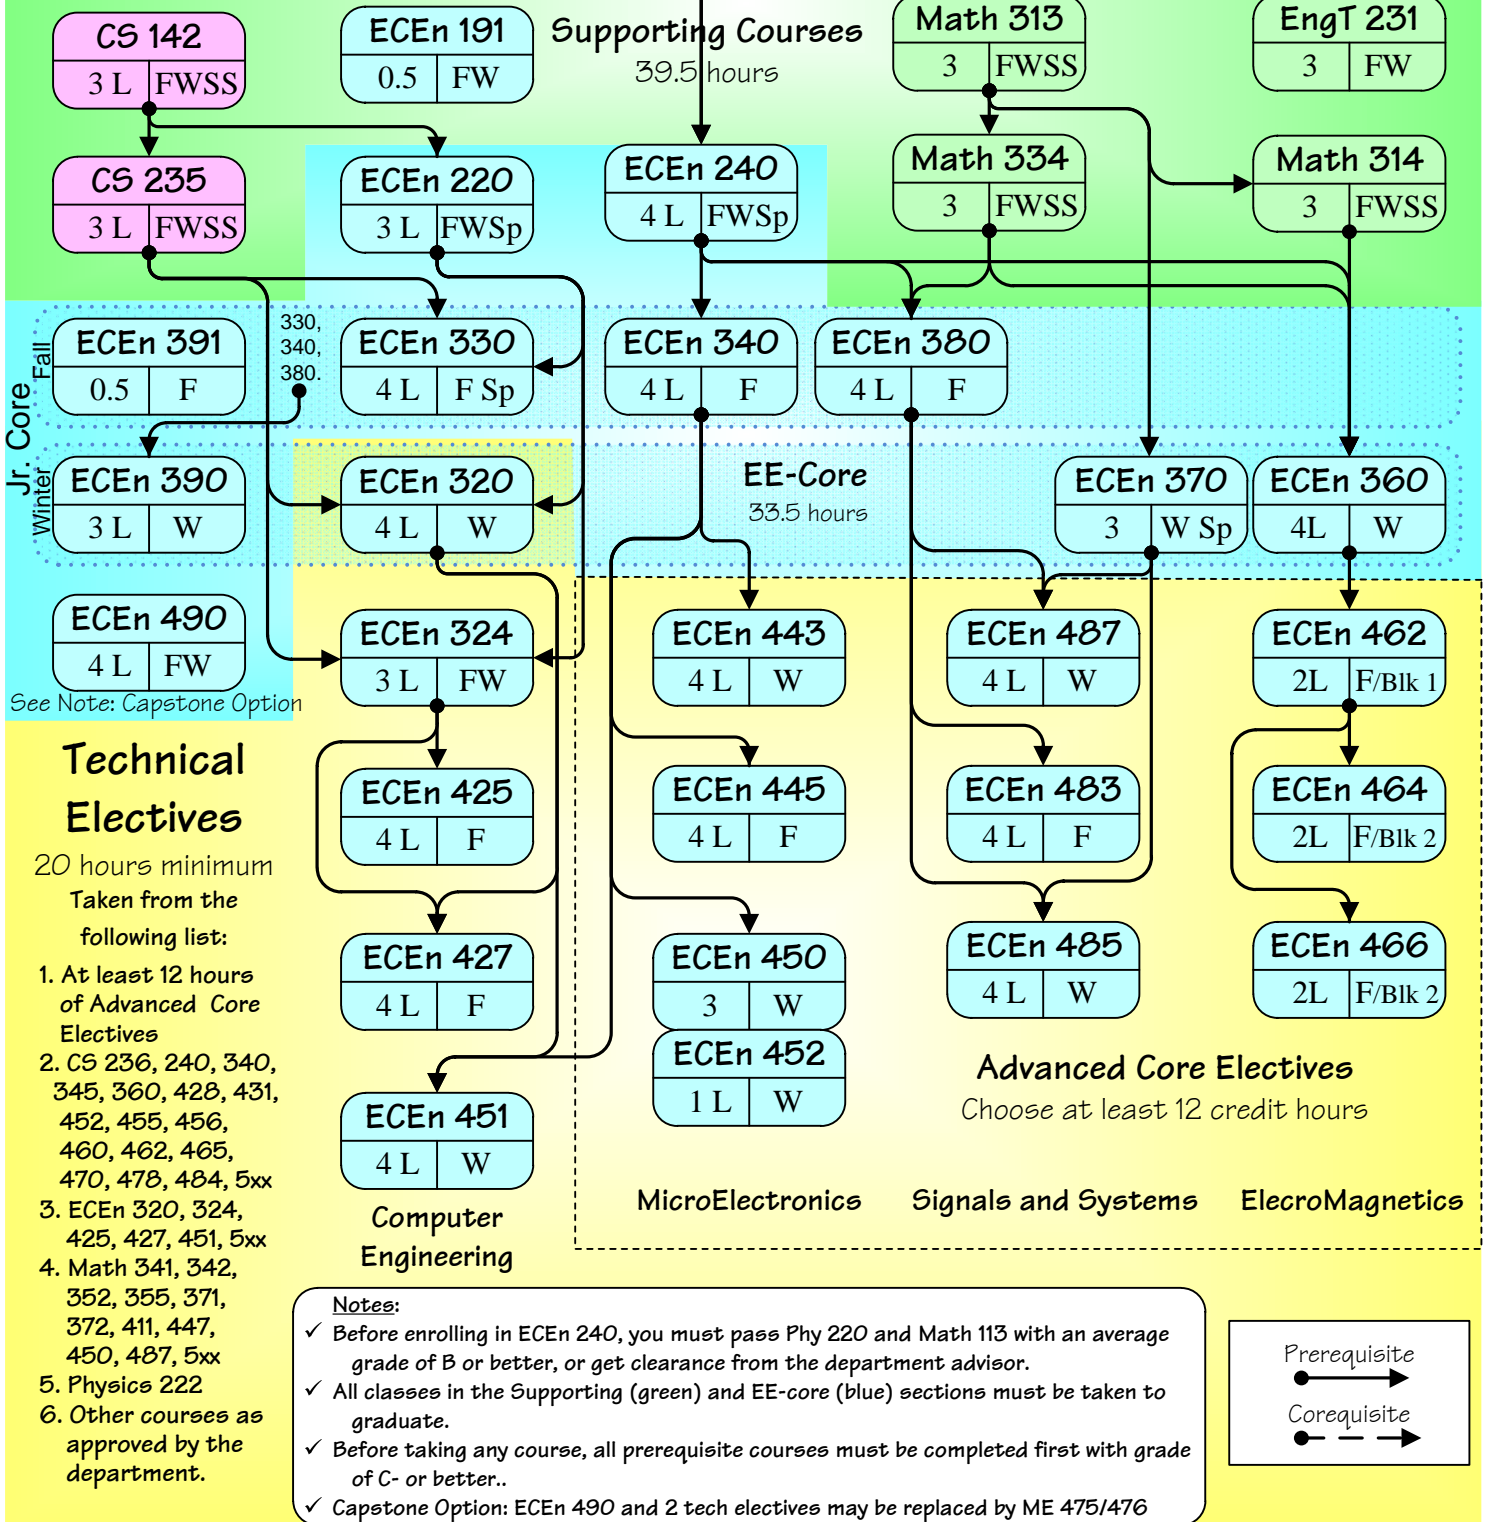 CS 142
3 L FWSS
ECEn 191
0.5 FW
Supporting Courses
39.5 hours
Math 313
3 FWSS
EngT 231
3 FW
CS 235
3 L FWSS
ECEn 220
3 L FWSp
ECEn 240
4 L FWSp
Math 334
3 FWSS
Math 314
3 FWSS
Jr. Core
Fall
ECEn 391
0.5 F
330,
340,
380.
ECEn 330
4 L F Sp
ECEn 340
4 L F
ECEn 380
4 L F
Winter
ECEn 390
3 L W
ECEn 320
4 L W
EE-Core
33.5 hours
ECEn 370
3 W Sp
ECEn 360
4L W
ECEn 490
4 L FW
See Note: Capstone Option
ECEn 324
3 L FW
ECEn 443
4 L W
ECEn 487
4 L W
ECEn 462
2L F/Blk 1
ECEn 425
4 L F
ECEn 445
4 L F
ECEn 483
4 L F
ECEn 464
2L F/Blk 2
ECEn 427
4 L F
ECEn 450
3 W
ECEn 485
4 L W
ECEn 466
2L F/Blk 2
ECEn 452
1 L W
ECEn 451
4 L W
Advanced Core Electives
Choose at least 12 credit hours
Computer
Engineering
MicroElectronics
Signals and Systems
ElecroMagnetics
Technical
Electives
20 hours minimum
Taken from the
following list:
1. At least 12 hours
of Advanced Core
Electives
2. CS 236, 240, 340,
345, 360, 428, 431,
452, 455, 456,
460, 462, 465,
470, 478, 484, 5xx
3. ECEn 320, 324,
425, 427, 451, 5xx
4. Math 341, 342,
352, 355, 371,
372, 411, 447,
450, 487, 5xx
5. Physics 222
6. Other courses as
approved by the
department.
Notes:
✓ Before enrolling in ECEn 240, you must pass Phy 220 and Math 113 with an average
grade of B or better, or get clearance from the department advisor.
✓ All classes in the Supporting (green) and EE-core (blue) sections must be taken to
graduate.
✓ Before taking any course, all prerequisite courses must be completed first with grade
of C- or better..
✓ Capstone Option: ECEn 490 and 2 tech electives may be replaced by ME 475/476
Prerequisite
Corequisite